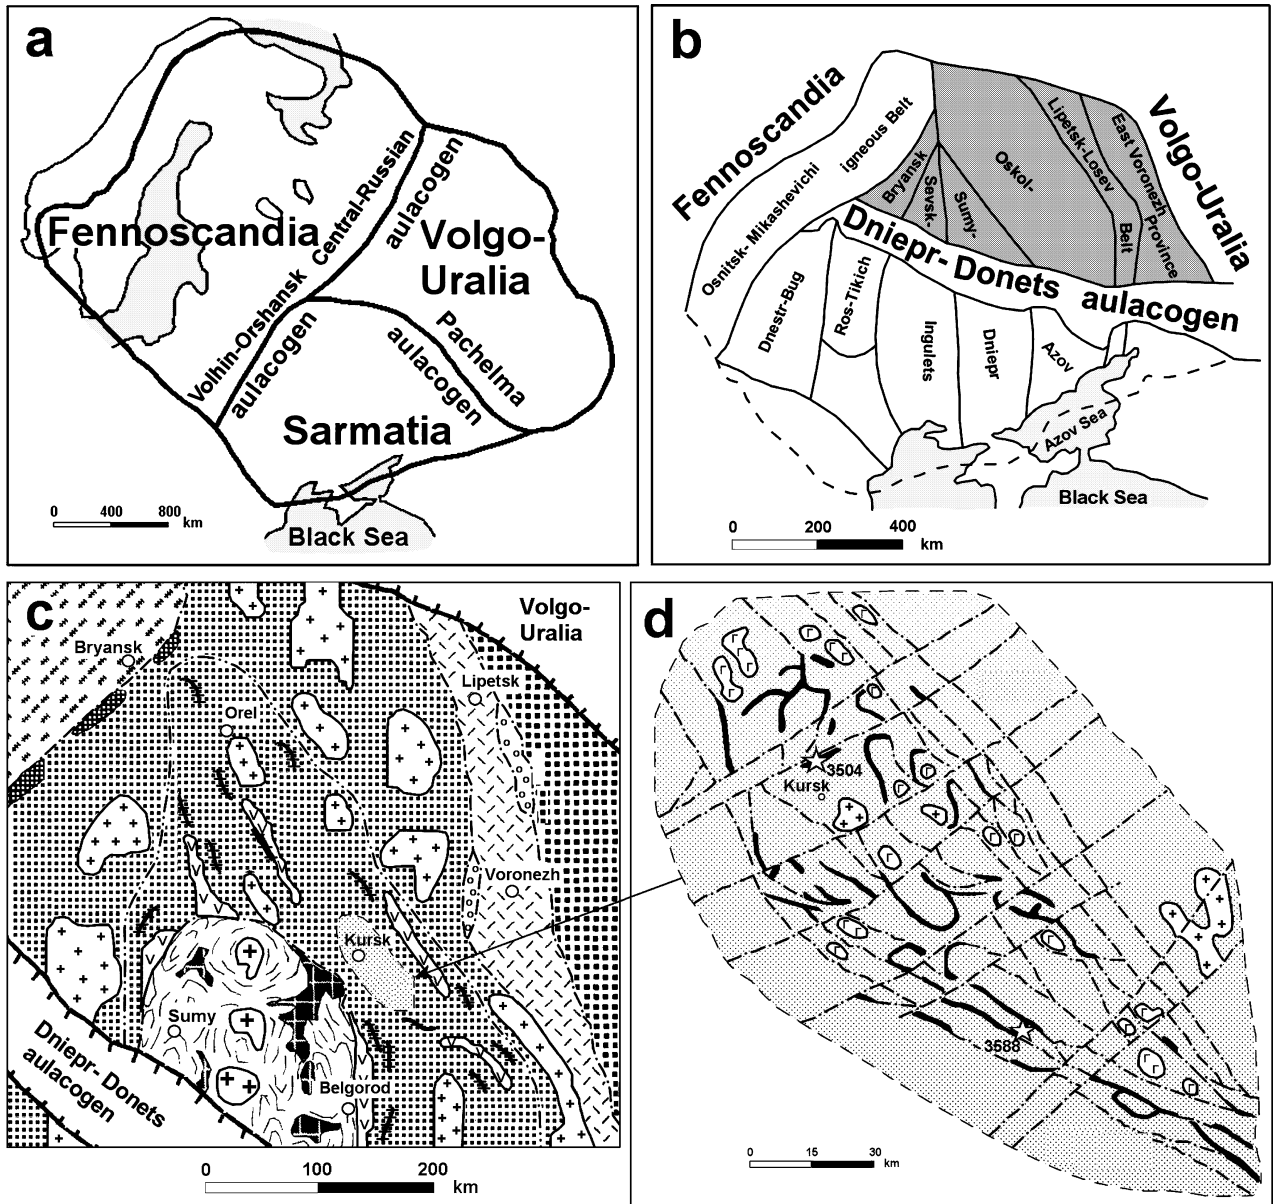 a
Fennoscandia
Central-Russian
aulacogen
Volgo-
Uralia
Volhin-Orshansk
aulacogen
Pachelma
aulacogen
Sarmatia
0 400 800 km
Black Sea
b
Fennoscandia
Volgo-Uralia
Osnitsk- Mikashevichi
igneous Belt
Bryansk
Sevsk-
Sumy-
Oskol-
Lipetsk-Losev
Belt
East Voronezh
Province
Dniepr- Donets aulacogen
Dnestr-Bug
Ros-Tikich
Ingulets
Dniepr
Azov
Azov Sea
Black Sea
0 200 400 km
c
Volgo-
Uralia
Bryansk
Lipetsk
Orel
Voronezh
Kursk
Sumy
Belgorod
Dniepr- Donets
aulacogen
0 100 200 km
d
3504
Kursk
3588
0 15 30 km